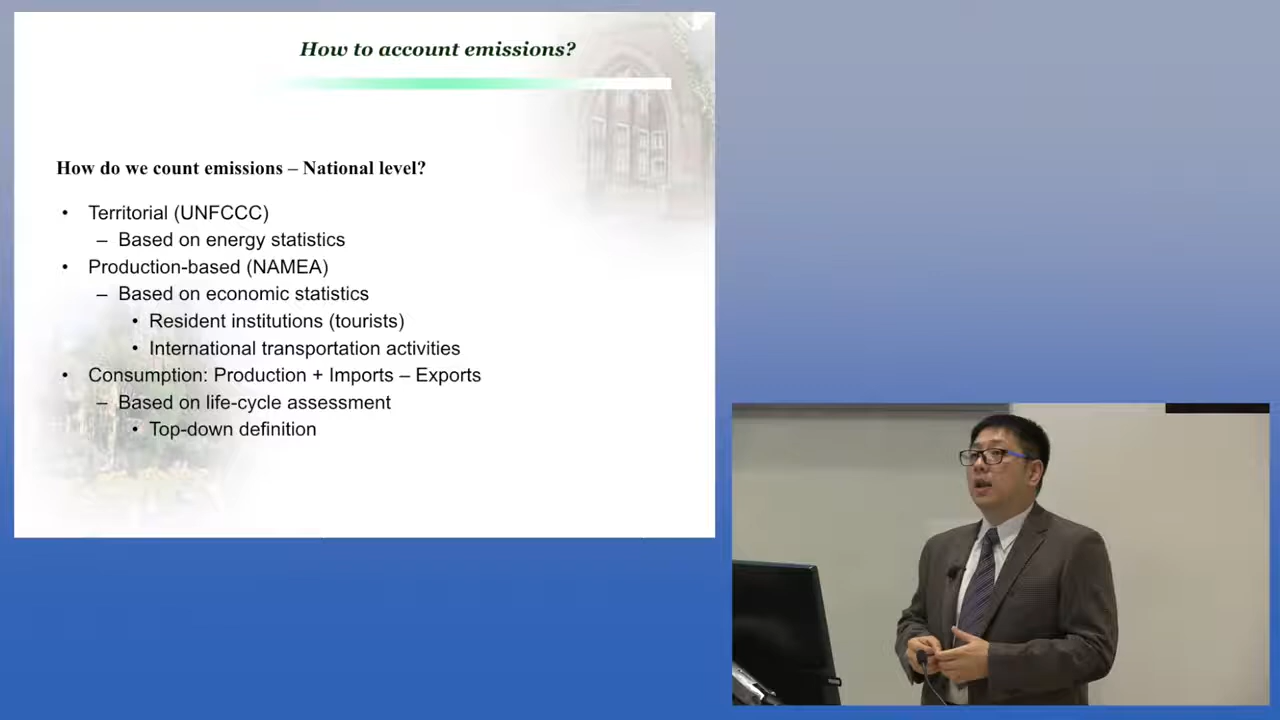 How to account emissions?
How do we count emissions – National level?
• Territorial (UNFCCC)
– Based on energy statistics
• Production-based (NAMEA)
– Based on economic statistics
• Resident institutions (tourists)
• International transportation activities
• Consumption: Production + Imports – Exports
– Based on life-cycle assessment
• Top-down definition